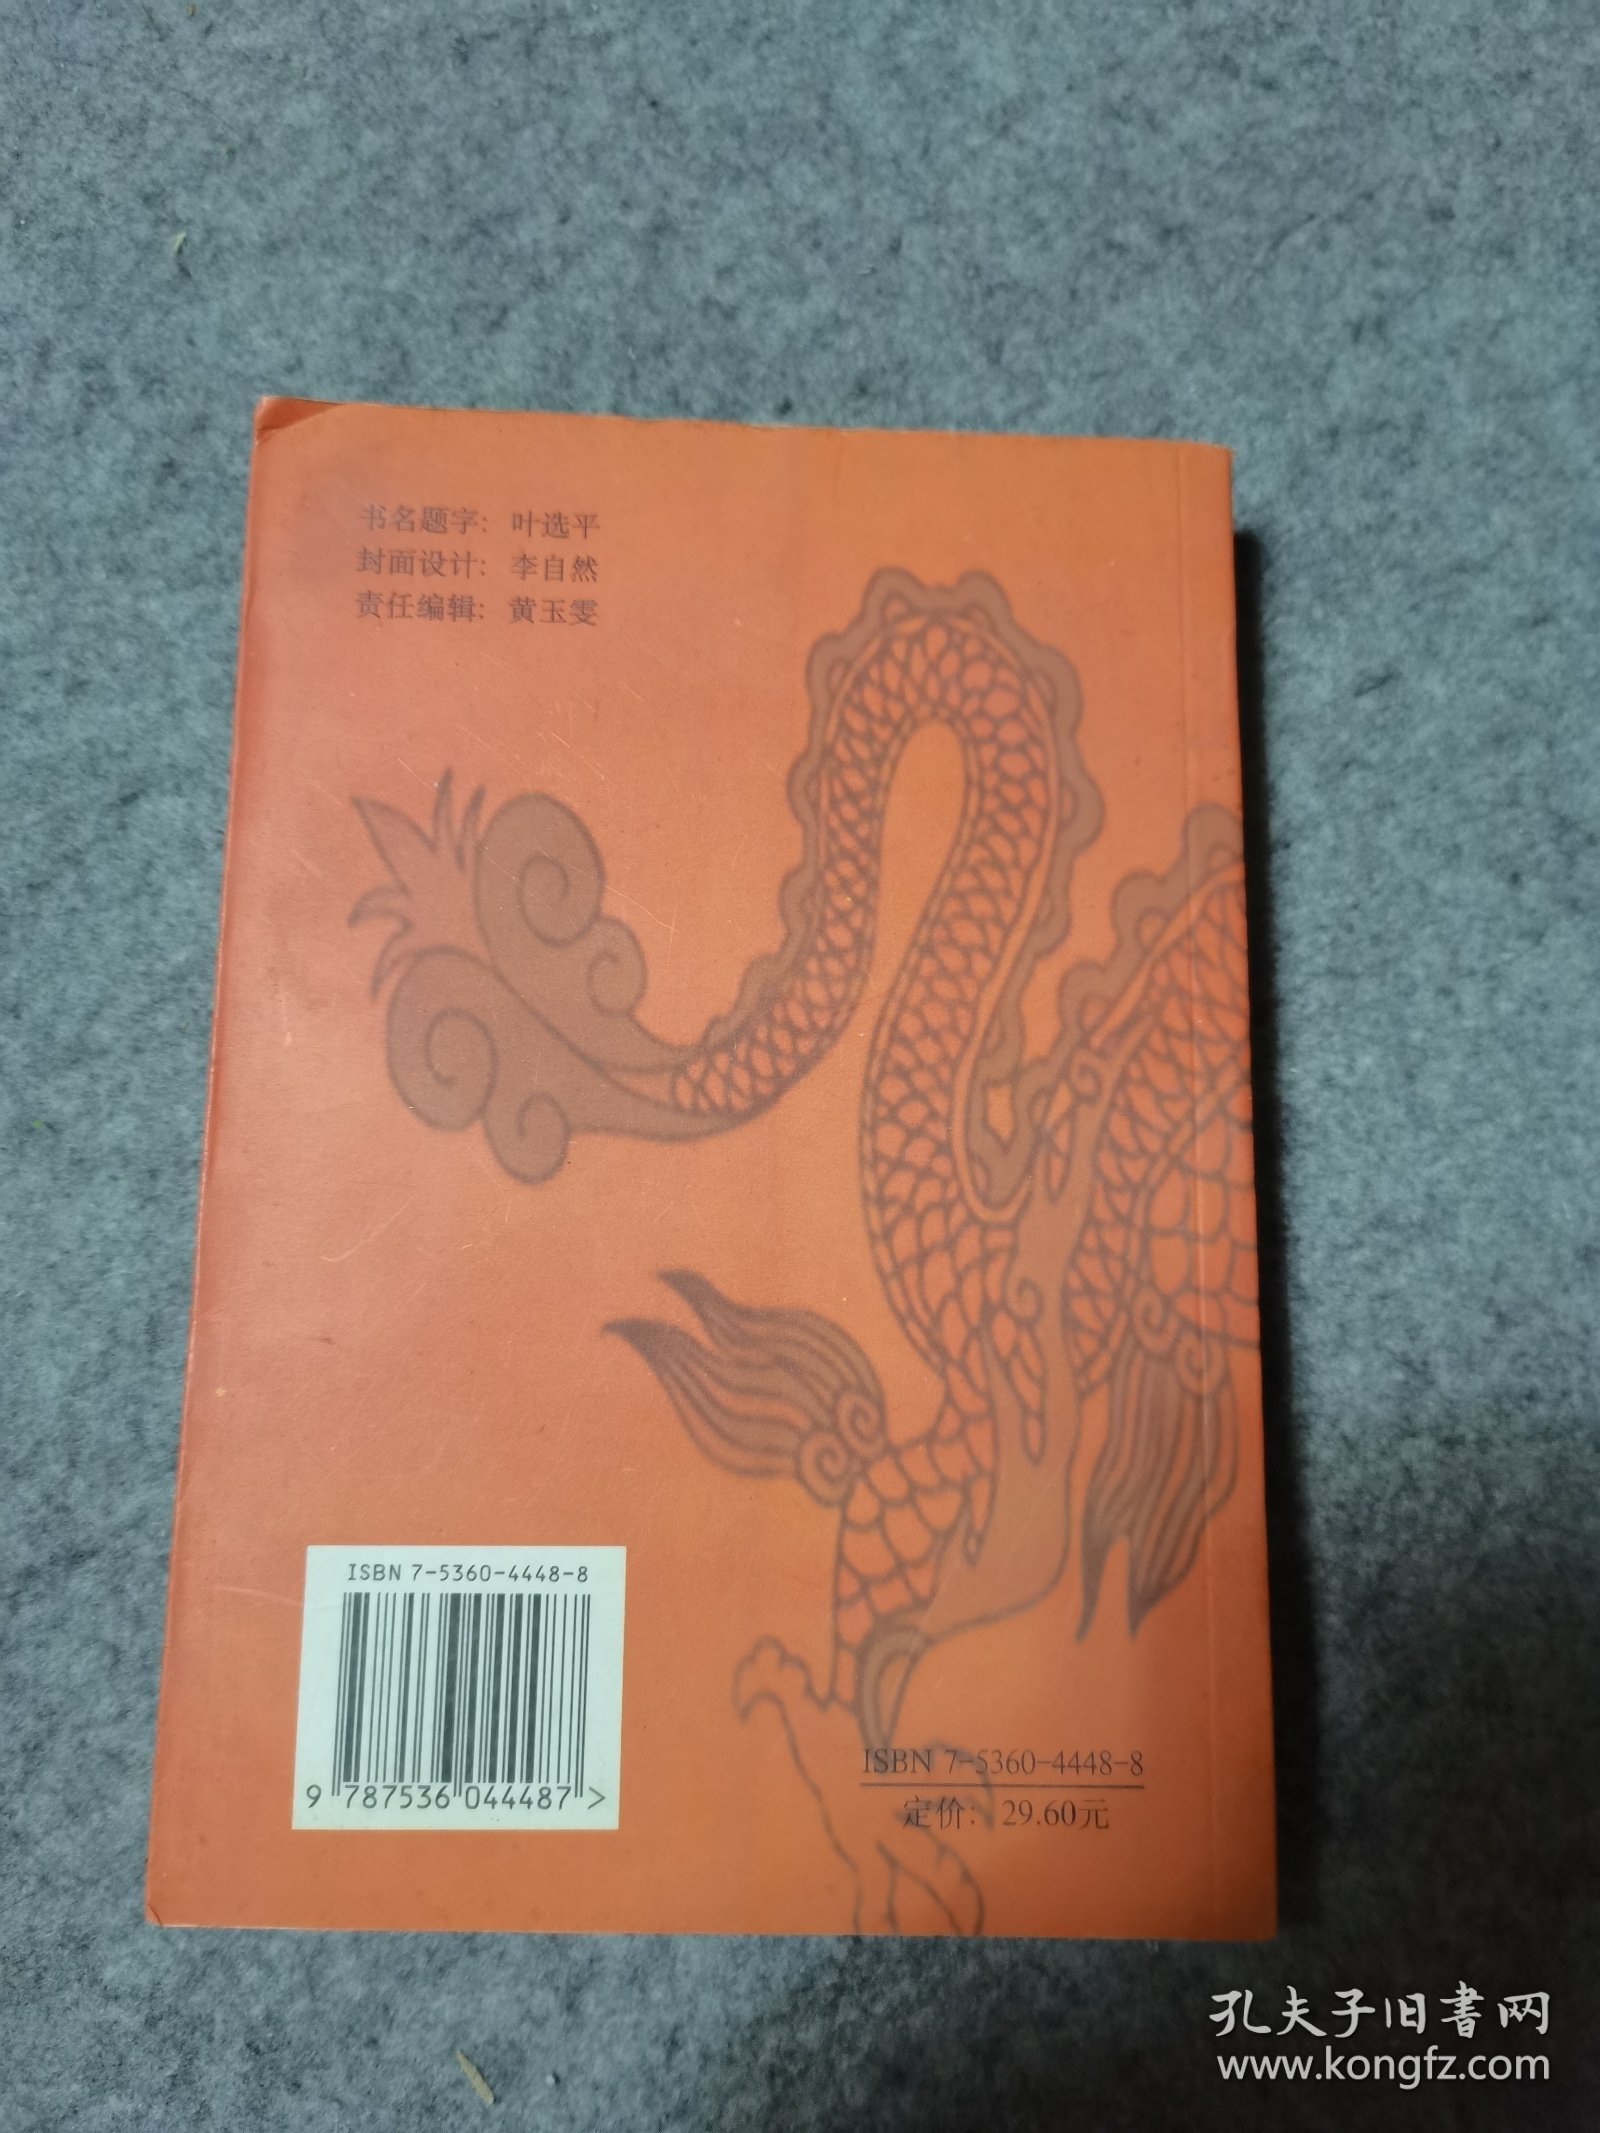 书名题字：叶选平
封面设计：李自然
责任编辑：黄玉雯
ISBN 7-5360-4448-8
9 787536 044487 >
ISBN 7-5360-4448-8
定价：29.60元
孔夫子旧書网
www.kongfz.com